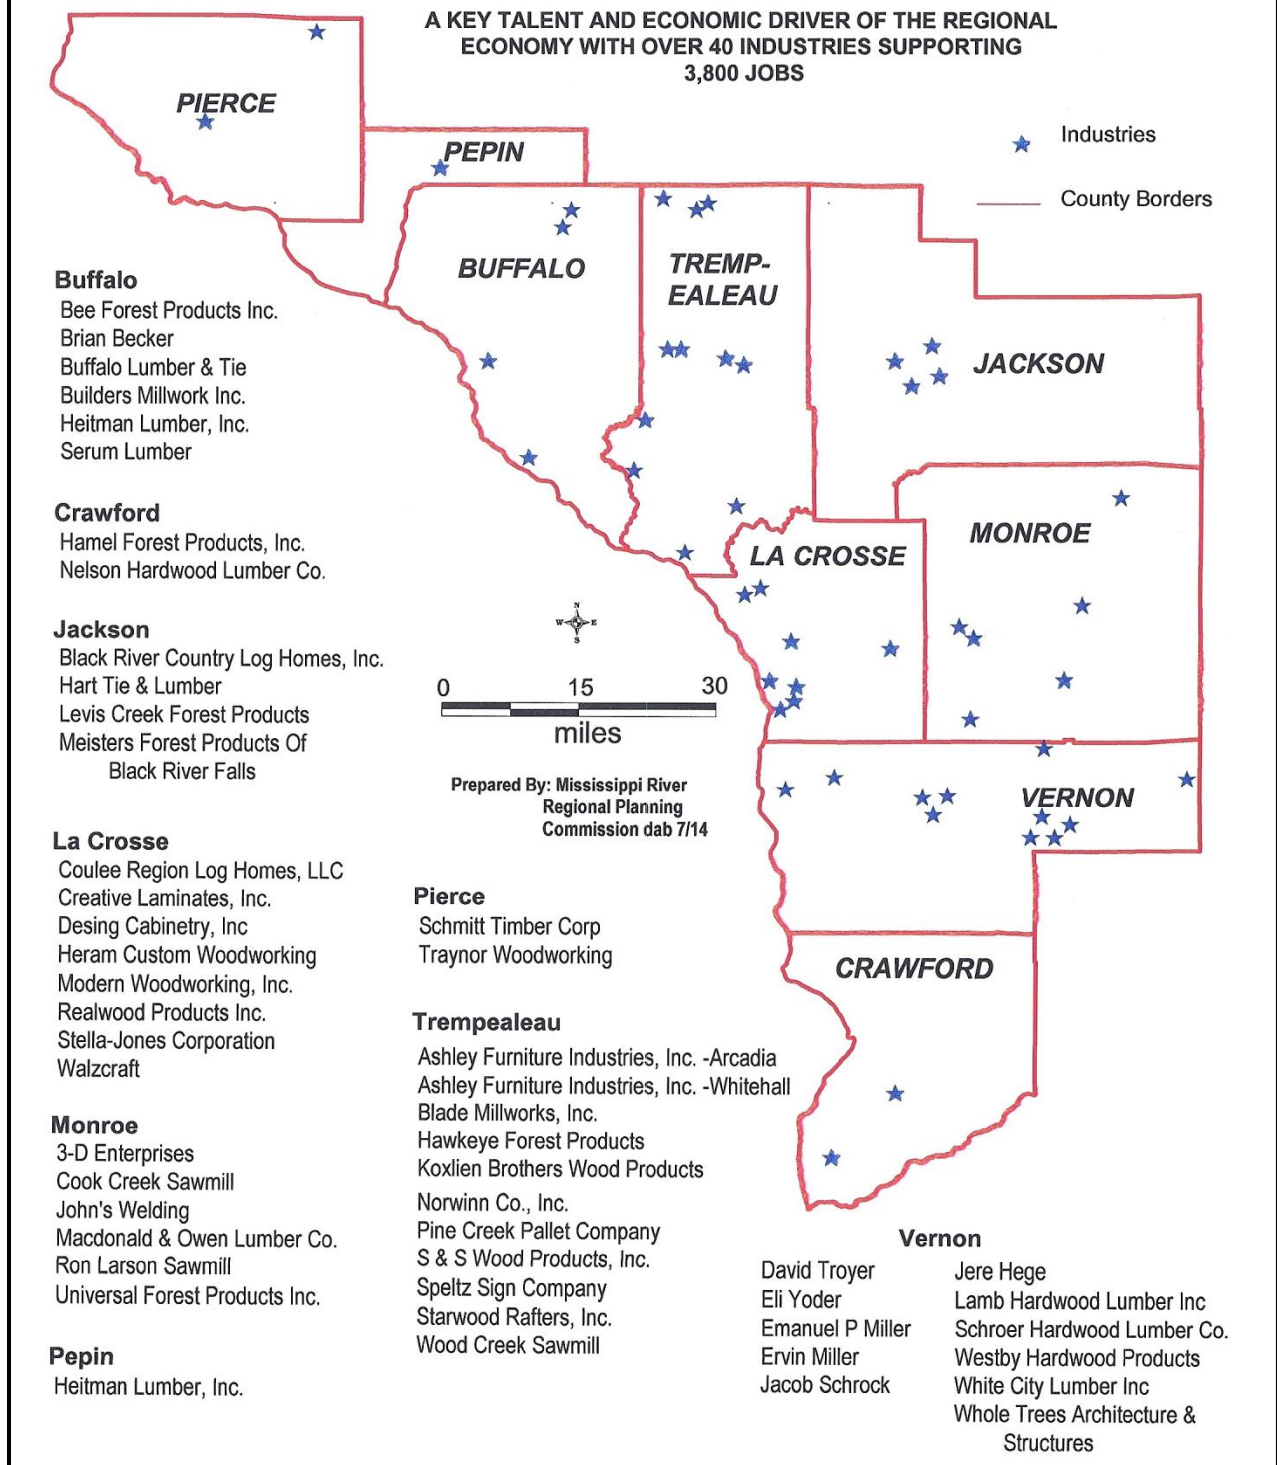 A KEY TALENT AND ECONOMIC DRIVER OF THE REGIONAL
ECONOMY WITH OVER 40 INDUSTRIES SUPPORTING
3,800 JOBS
PIERCE
PEPIN
Industries
County Borders
BUFFALO
TREMP-
EALEAU
JACKSON
MONROE
LA CROSSE
VERNON
CRAWFORD
N
W E
S
0 15 30
miles
Prepared By: Mississippi River
Regional Planning
Commission dab 7/14
Buffalo
Bee Forest Products Inc.
Brian Becker
Buffalo Lumber & Tie
Builders Millwork Inc.
Heitman Lumber, Inc.
Serum Lumber
Crawford
Hamel Forest Products, Inc.
Nelson Hardwood Lumber Co.
Jackson
Black River Country Log Homes, Inc.
Hart Tie & Lumber
Levis Creek Forest Products
Meisters Forest Products Of
Black River Falls
La Crosse
Coulee Region Log Homes, LLC
Creative Laminates, Inc.
Desing Cabinetry, Inc
Heram Custom Woodworking
Modern Woodworking, Inc.
Realwood Products Inc.
Stella-Jones Corporation
Walzcraft
Monroe
3-D Enterprises
Cook Creek Sawmill
John's Welding
Macdonald & Owen Lumber Co.
Ron Larson Sawmill
Universal Forest Products Inc.
Pepin
Heitman Lumber, Inc.
Pierce
Schmitt Timber Corp
Traynor Woodworking
Trempealeau
Ashley Furniture Industries, Inc. -Arcadia
Ashley Furniture Industries, Inc. -Whitehall
Blade Millworks, Inc.
Hawkeye Forest Products
Koxlien Brothers Wood Products
Norwinn Co., Inc.
Pine Creek Pallet Company
S & S Wood Products, Inc.
Speltz Sign Company
Starwood Rafters, Inc.
Wood Creek Sawmill
Vernon
David Troyer
Eli Yoder
Emanuel P Miller
Ervin Miller
Jacob Schrock
Jere Hege
Lamb Hardwood Lumber Inc
Schroer Hardwood Lumber Co.
Westby Hardwood Products
White City Lumber Inc
Whole Trees Architecture &
Structures